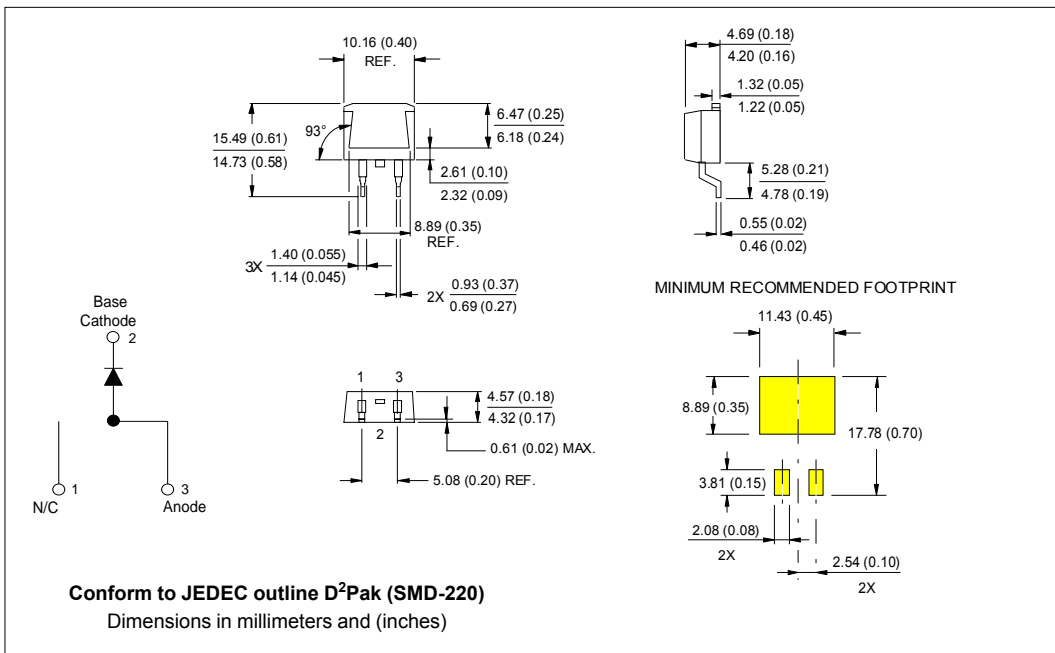 10.16 (0.40)
REF.
93°
15.49 (0.61)
14.73 (0.58)
6.47 (0.25)
6.18 (0.24)
2.61 (0.10)
2.32 (0.09)
8.89 (0.35)
REF.
3X
1.40 (0.055)
1.14 (0.045)
2X
0.93 (0.37)
0.69 (0.27)
4.69 (0.18)
4.20 (0.16)
1.32 (0.05)
1.22 (0.05)
5.28 (0.21)
4.78 (0.19)
0.55 (0.02)
0.46 (0.02)
Base
Cathode
2
1
N/C
3
Anode
1 3
2
4.57 (0.18)
4.32 (0.17)
0.61 (0.02) MAX.
5.08 (0.20) REF.
MINIMUM RECOMMENDED FOOTPRINT
11.43 (0.45)
8.89 (0.35)
17.78 (0.70)
3.81 (0.15)
2.08 (0.08)
2X
2.54 (0.10)
2X
Conform to JEDEC outline D²Pak (SMD-220)
Dimensions in millimeters and (inches)